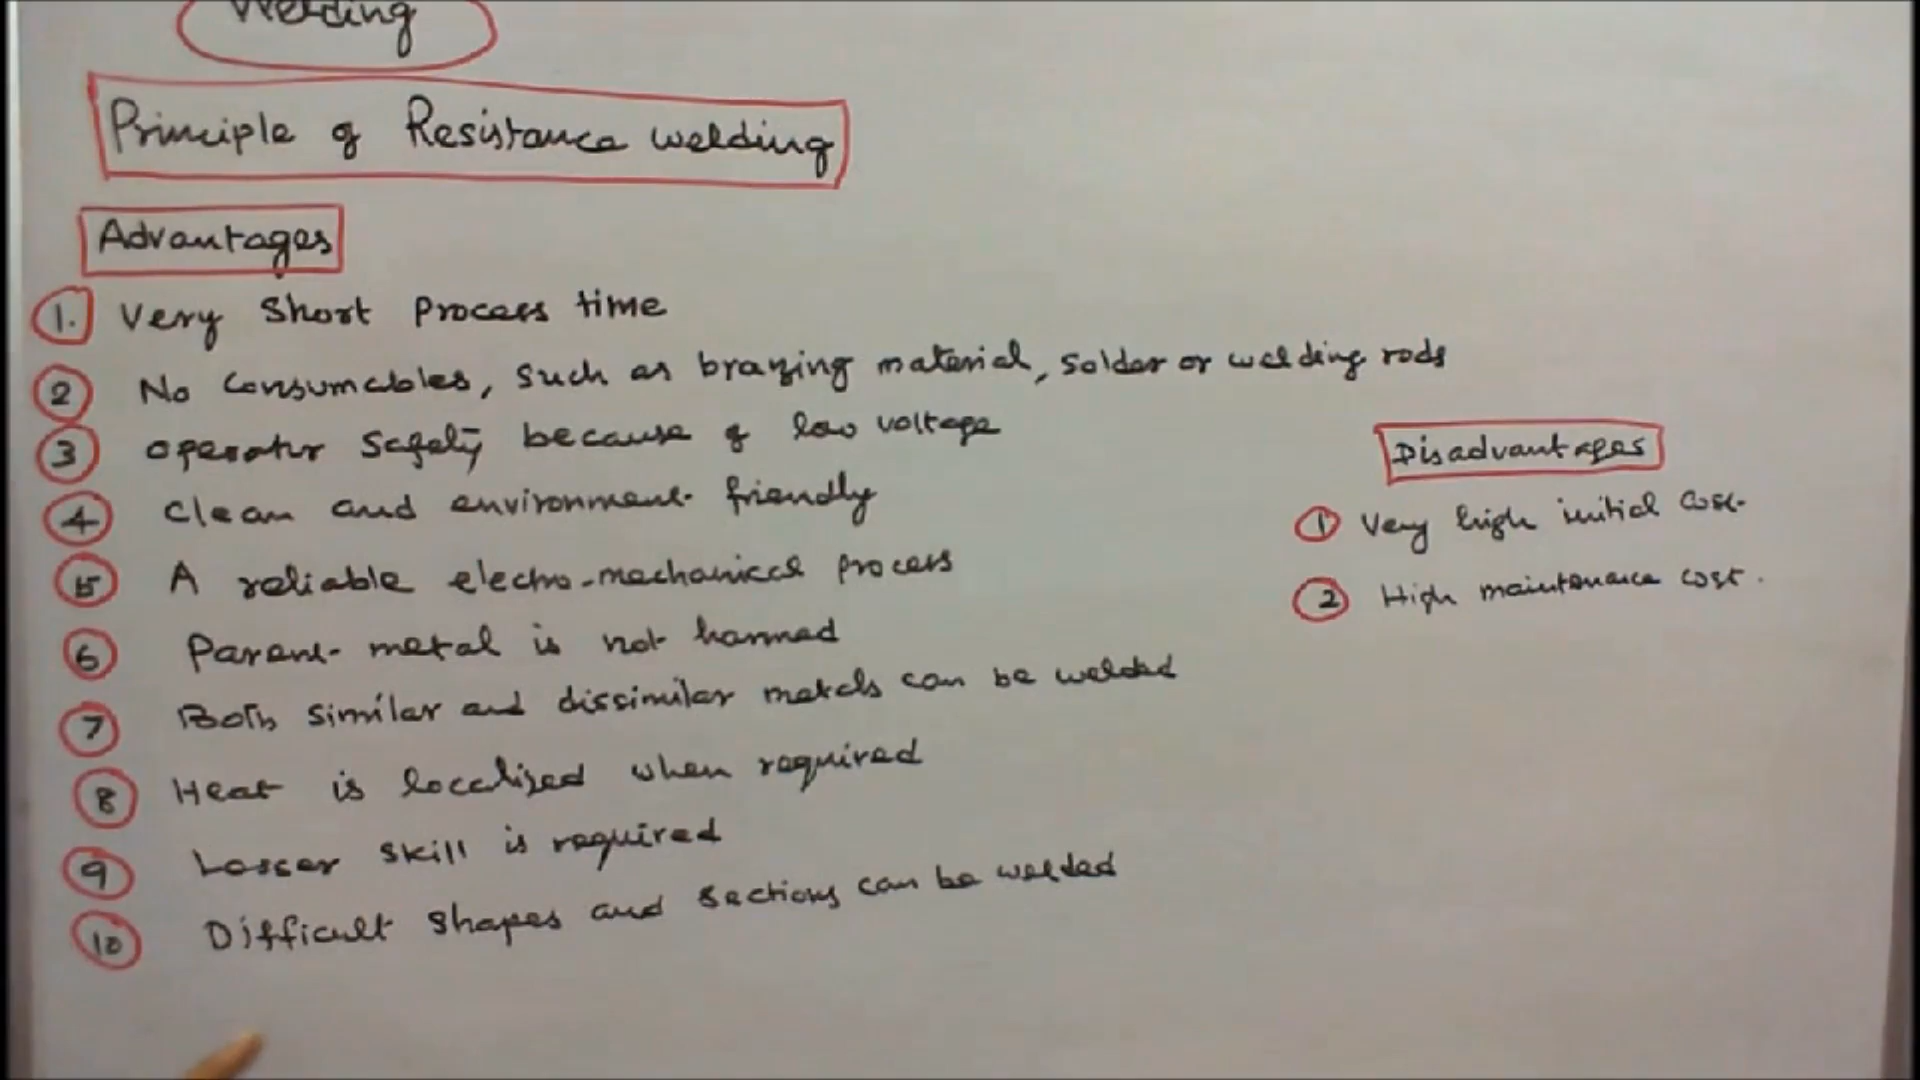 Welding
Principle of Resistance welding
Advantages
1. Very Short Process time
2 No Consumables, Such as brazing material, Solder or welding rods
3 Operator Safety because of low voltage
4 Clean and environment friendly
5 A reliable electro-mechanical process
6 Parent metal is not harmed
7 Both similar and dissimilar metals can be welded
8 Heat is localized when required
9 Lesser skill is required
10 Difficult shapes and sections can be welded
Disadvantages
1 Very high initial cost
2 High maintenance cost.